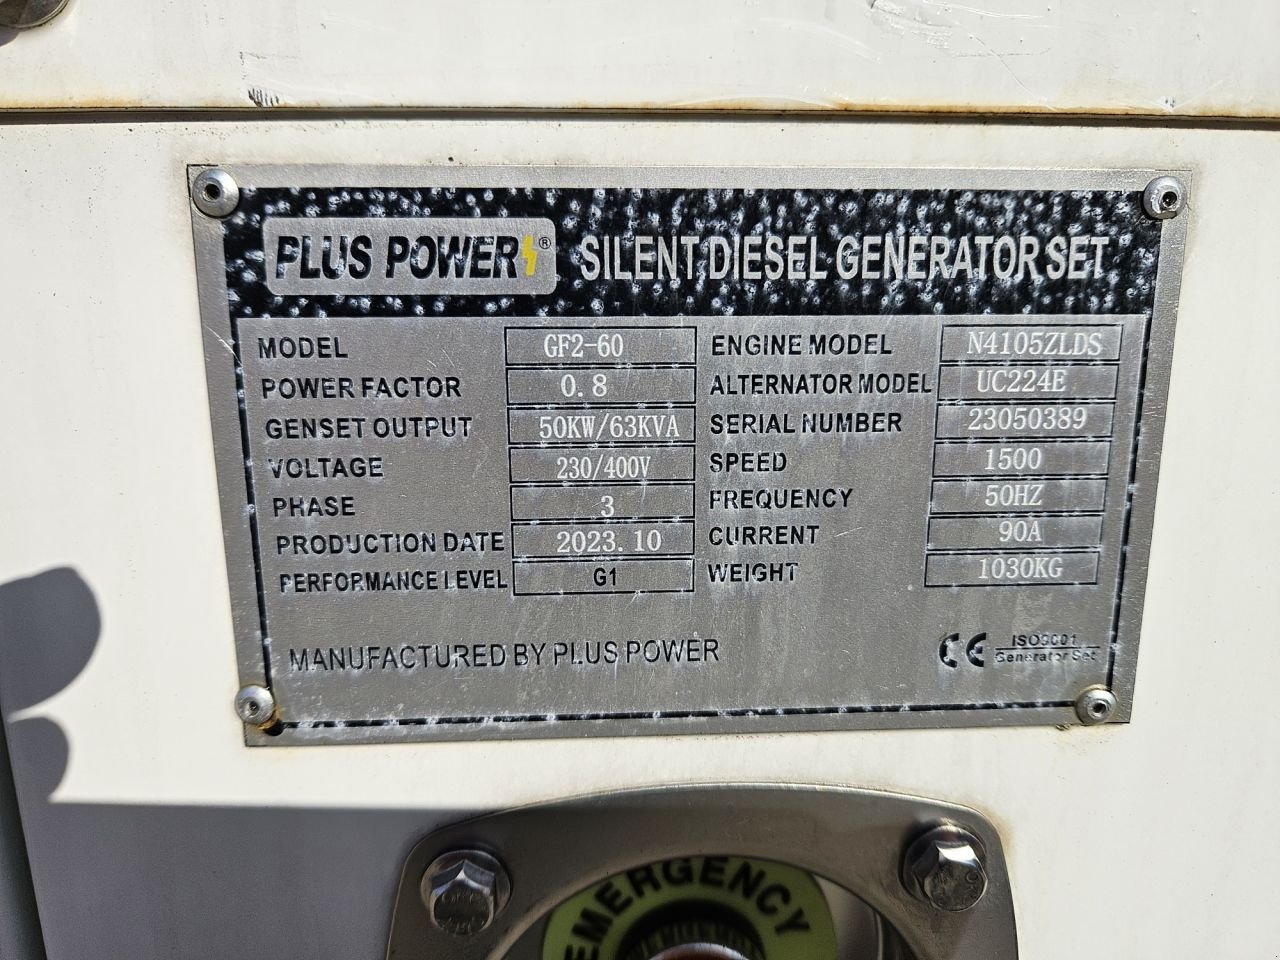 PLUS POWER ® SILENT DIESEL GENERATOR SET
MODEL GF2-60 ENGINE MODEL N4105ZLDS
POWER FACTOR 0.8 ALTERNATOR MODEL UC224E
GENSET OUTPUT 50KW/63KVA SERIAL NUMBER 23050389
VOLTAGE 230/400V SPEED 1500
PHASE 3 FREQUENCY 50HZ
PRODUCTION DATE 2023.10 CURRENT 90A
PERFORMANCE LEVEL G1 WEIGHT 1030KG
MANUFACTURED BY PLUS POWER CE ISO9001
Generator Set
EMERGENCY